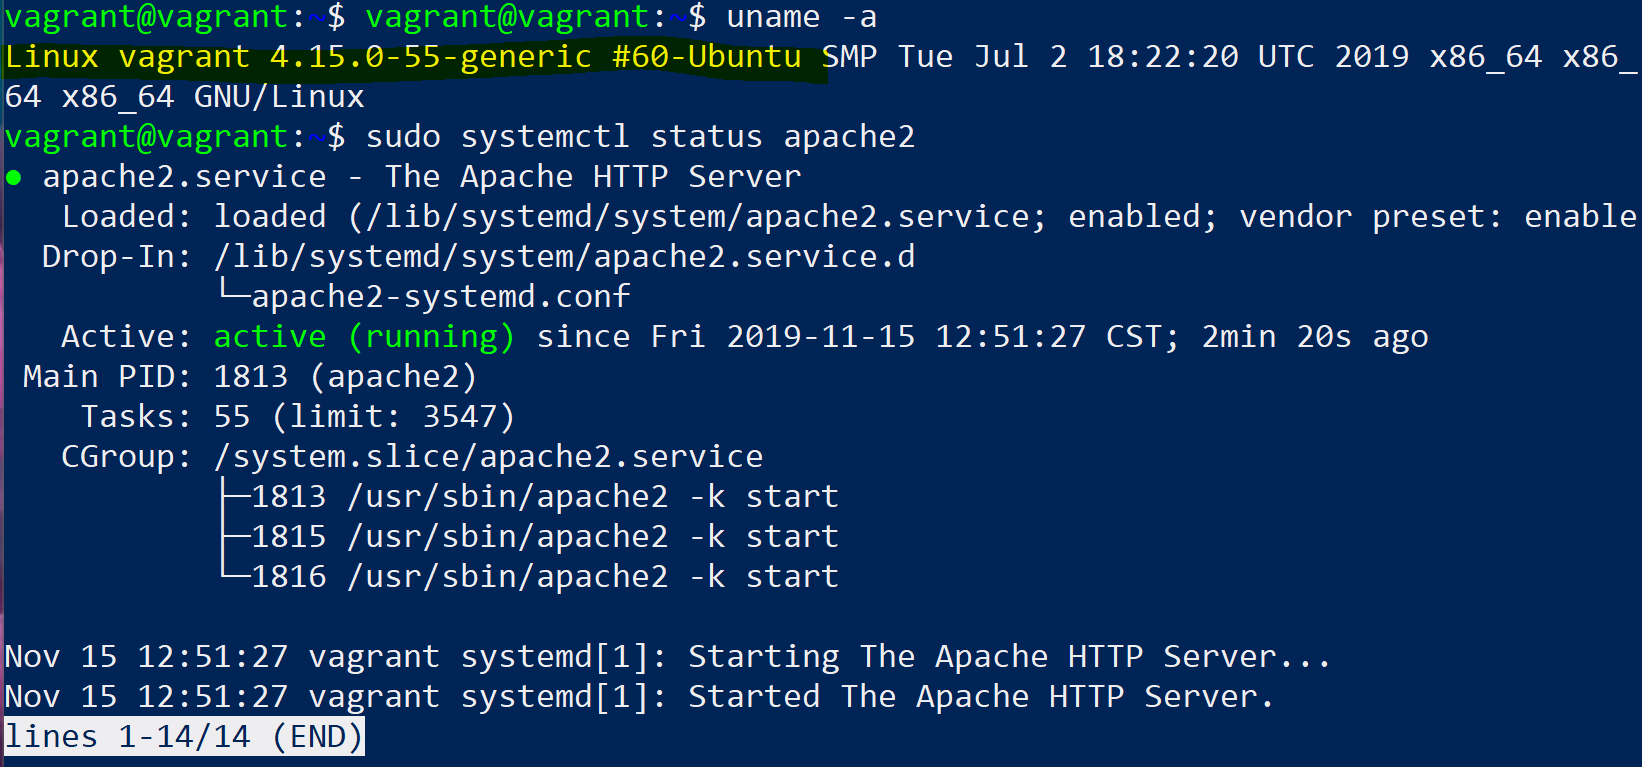 vagrant@vagrant:~$ vagrant@vagrant:~$ uname -a
Linux vagrant 4.15.0-55-generic #60-Ubuntu SMP Tue Jul 2 18:22:20 UTC 2019 x86_64 x86_
64 x86_64 GNU/Linux
vagrant@vagrant:~$ sudo systemctl status apache2
● apache2.service - The Apache HTTP Server
   Loaded: loaded (/lib/systemd/system/apache2.service; enabled; vendor preset: enable
  Drop-In: /lib/systemd/system/apache2.service.d
           └─apache2-systemd.conf
   Active: active (running) since Fri 2019-11-15 12:51:27 CST; 2min 20s ago
 Main PID: 1813 (apache2)
    Tasks: 55 (limit: 3547)
   CGroup: /system.slice/apache2.service
           ├─1813 /usr/sbin/apache2 -k start
           ├─1815 /usr/sbin/apache2 -k start
           └─1816 /usr/sbin/apache2 -k start

Nov 15 12:51:27 vagrant systemd[1]: Starting The Apache HTTP Server...
Nov 15 12:51:27 vagrant systemd[1]: Started The Apache HTTP Server.
lines 1-14/14 (END)